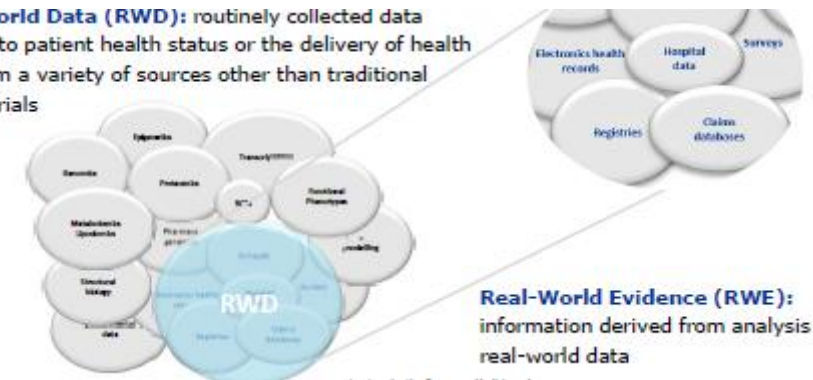 orld Data (RWD): routinely collected data
to patient health status or the delivery of health
m a variety of sources other than traditional
rials
Electronics health
records
Hospital
data
Surveys
Registries
Claims
databases
Epigenetics
Genomics
Proteomics
Functional
Phenotypes
Metabolomics
Lipidomics
modelling
Structural
biology
data
RWD
Real-World Evidence (RWE):
information derived from analysis
real-world data